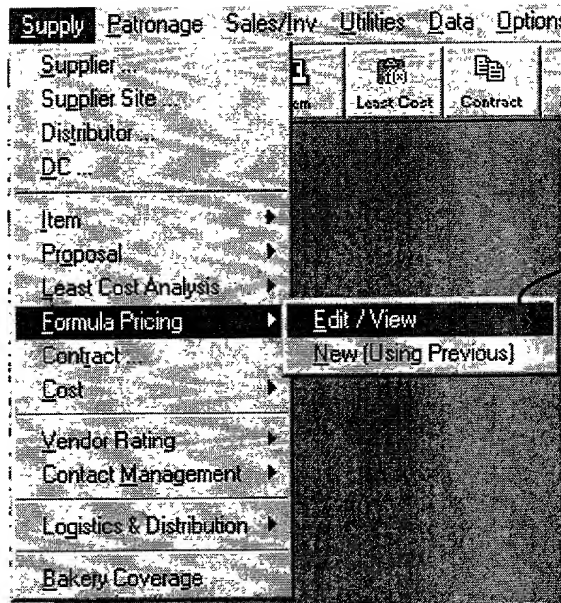 Supply Patronage Sales/Inv Utilities Data Options
Supplier ...
Supplier Site ...
Distributor ...
DC ...
Least Cost
Contract
Item
Proposal
Least Cost Analysis
Formula Pricing
Edit / View
New (Using Previous)
Contract ...
Cost
Vendor Rating
Contact Management
Logistics & Distribution
Bakery Coverage